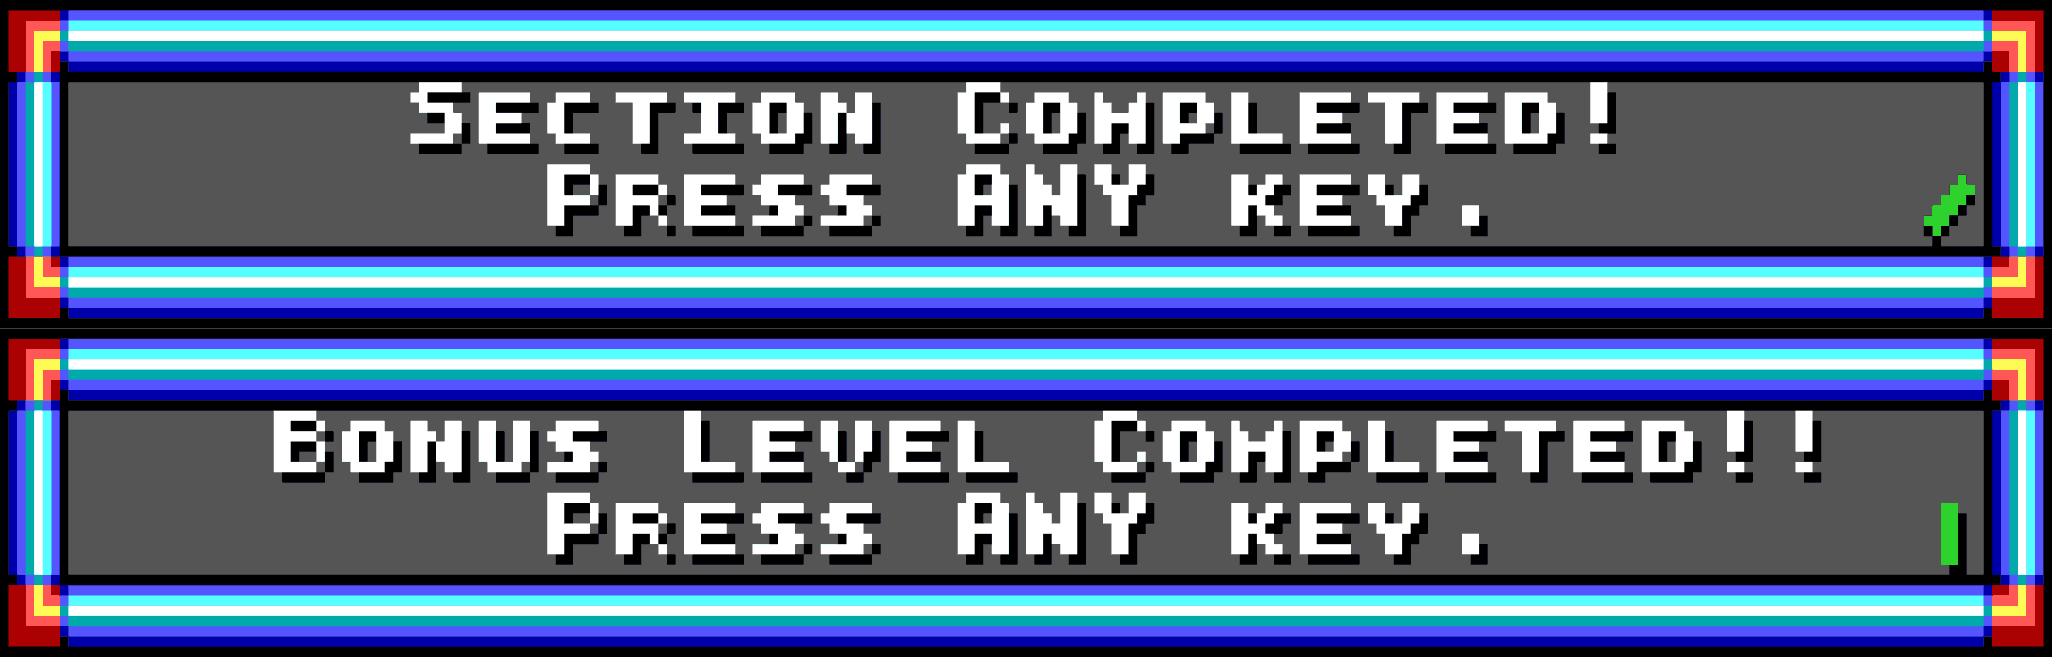 Section Completed!
Press ANY key.
Bonus Level Completed!!
Press ANY key.